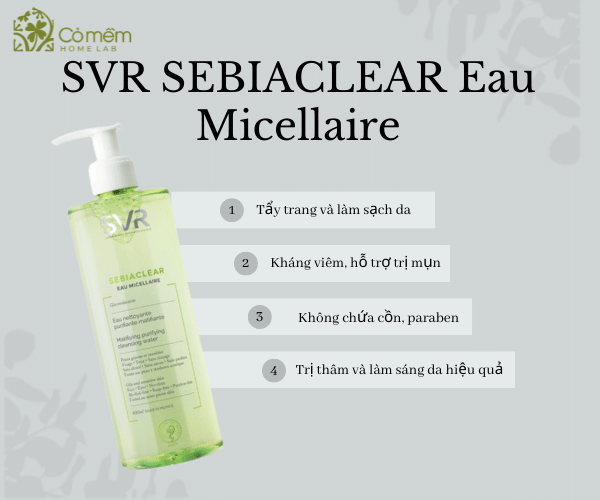 Cỏ mềm
HOME LAB
SVR SEBIACLEAR Eau
Micellaire
1 Tẩy trang và làm sạch da
2 Kháng viêm, hỗ trợ trị mụn
3 Không chứa cồn, paraben
4 Trị thâm và làm sáng da hiệu quả
SVR
SEBIACLEAR
EAU MICELLAIRE
Gluconolactone
Eau nettoyante
purifiante-matifiante
Mattifying purifying
cleansing water